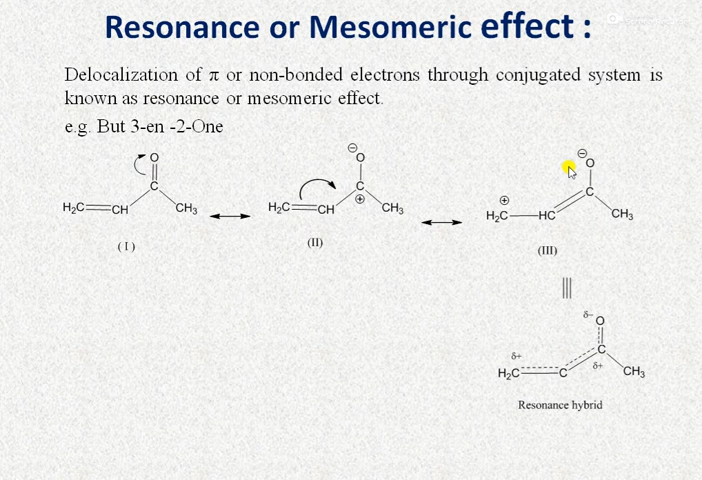 Resonance or Mesomeric effect :
Delocalization of π or non-bonded electrons through conjugated system is
known as resonance or mesomeric effect.
e.g. But 3-en -2-One
⊖ O
O
C
H₂C CH CH₃
( I )
⊖
O
C
⊕
H₂C CH CH₃
(II)
⊖
O
C
⊕
H₂C HC CH₃
(III)
δ–
O
C
δ+
δ+
H₂C C CH₃
Resonance hybrid